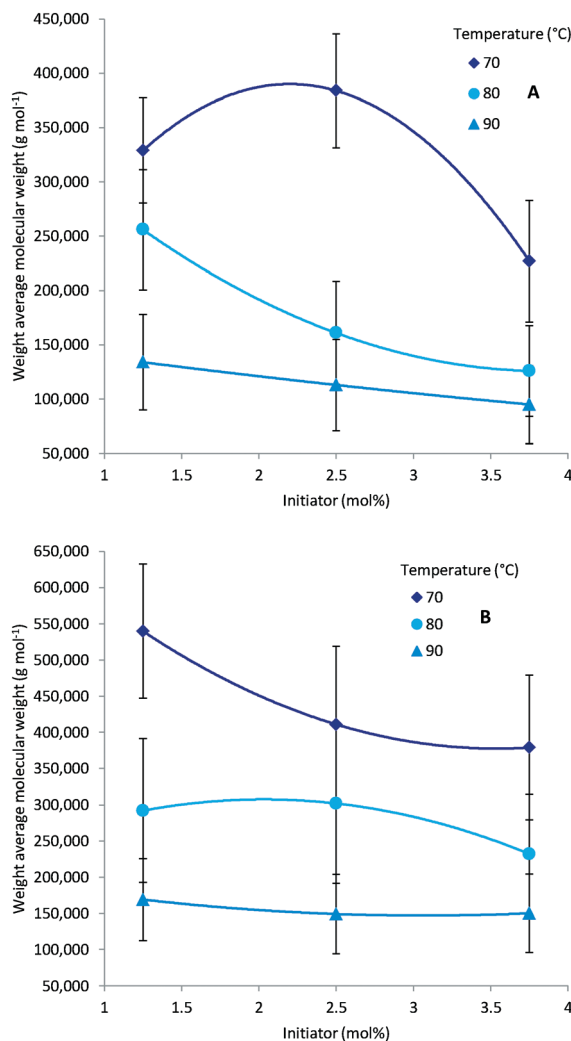 450,000
400,000
350,000
300,000
250,000
200,000
150,000
100,000
50,000
Weight average molecular weight (g mol-1)
Temperature (°C)
70
80
90
A
1 1.5 2 2.5 3 3.5 4
Initiator (mol%)
650,000
600,000
550,000
500,000
450,000
400,000
350,000
300,000
250,000
200,000
150,000
100,000
50,000
Weight average molecular weight (g mol-1)
Temperature (°C)
70
80
90
B
1 1.5 2 2.5 3 3.5 4
Initiator (mol%)